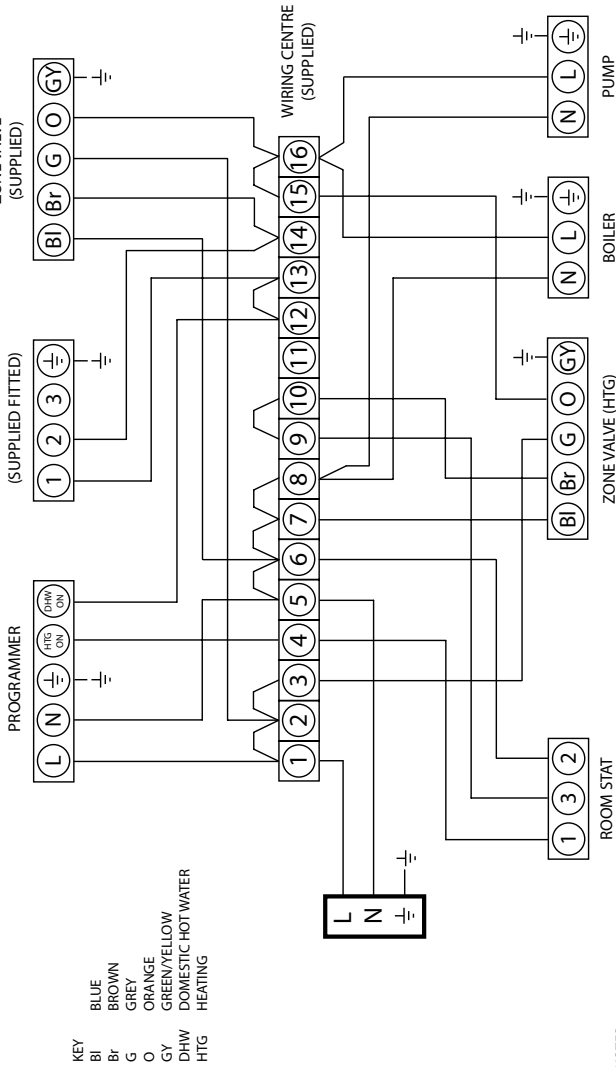 PROGRAMMER
L N HTG ON DHW ON
(SUPPLIED FITTED)
1 2 3
(SUPPLIED)
Bl Br G O GY
KEY
Bl BLUE
Br BROWN
G GREY
O ORANGE
GY GREEN/YELLOW
DHW DOMESTIC HOT WATER
HTG HEATING
L
N
1 2 3 4 5 6 7 8 9 10 11 12 13 14 15 16
WIRING CENTRE
(SUPPLIED)
1 3 2
ROOM STAT
Bl Br G O GY
ZONE VALVE (HTG)
N L
BOILER
N L
PUMP